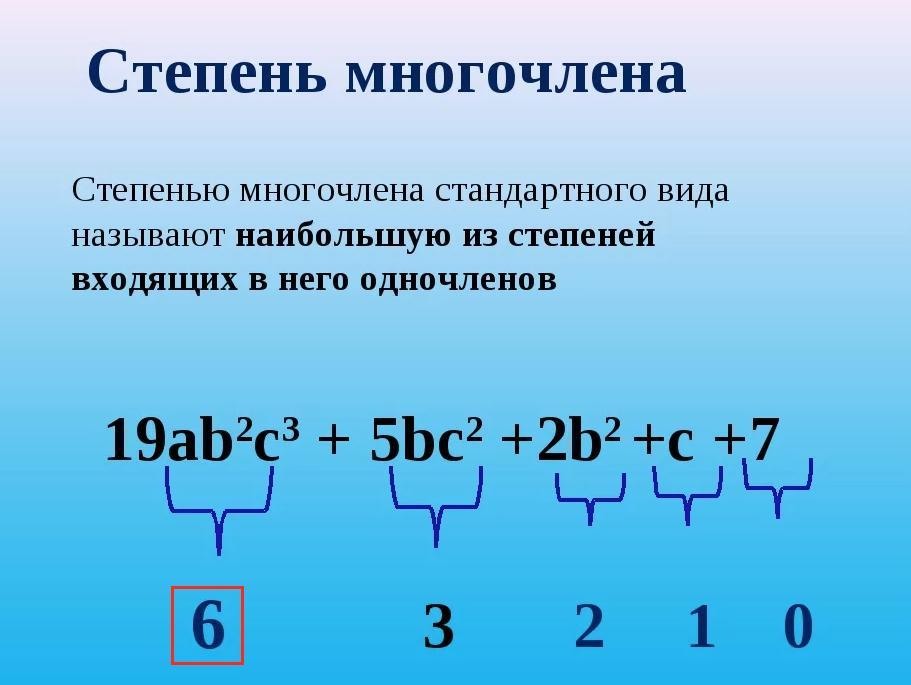 Степень многочлена
Степенью многочлена стандартного вида
называют наибольшую из степеней
входящих в него одночленов
19ab²c³ + 5bc² +2b² +c +7
6 3 2 1 0